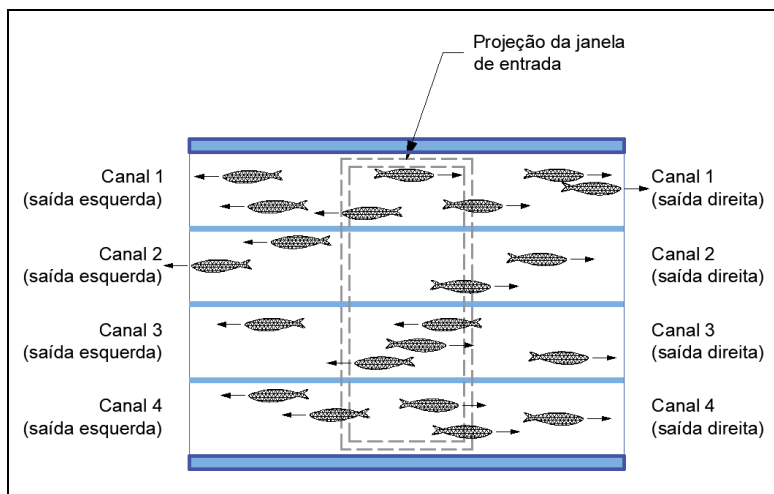 Projeção da janela
de entrada
Canal 1
(saída esquerda)
Canal 1
(saída direita)
Canal 2
(saída esquerda)
Canal 2
(saída direita)
Canal 3
(saída esquerda)
Canal 3
(saída direita)
Canal 4
(saída esquerda)
Canal 4
(saída direita)